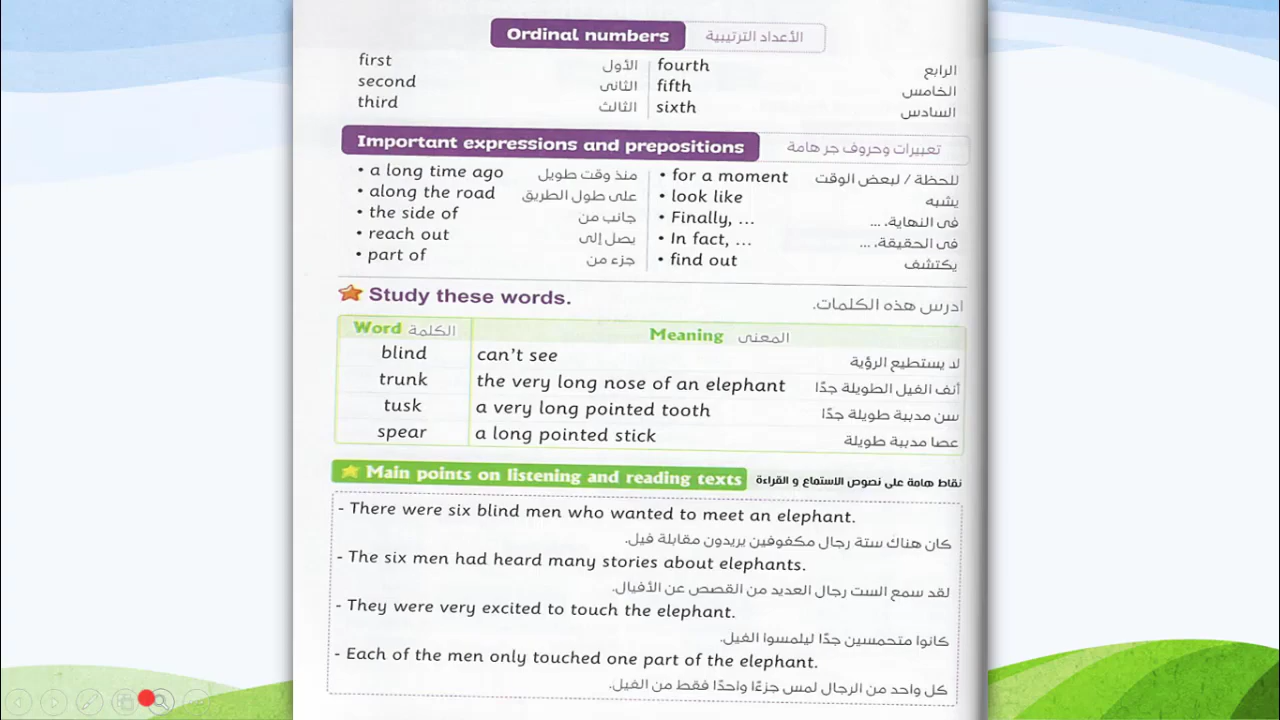 Ordinal numbers الأعداد الترتيبية
first الأول
second الثانى
third الثالث
fourth الرابع
fifth الخامس
sixth السادس
Important expressions and prepositions تعبيرات وحروف جر هامة
• a long time ago منذ وقت طويل
• along the road على طول الطريق
• the side of جانب من
• reach out يصل إلى
• part of جزء من
• for a moment للحظة / لبعض الوقت
• look like يشبه
• Finally, ... فى النهاية، ...
• In fact, ... فى الحقيقة، ...
• find out يكتشف
Study these words. ادرس هذه الكلمات.
Word الكلمة Meaning المعنى
blind can't see لا يستطيع الرؤية
trunk the very long nose of an elephant أنف الفيل الطويلة جدًا
tusk a very long pointed tooth سن مدببة طويلة جدًا
spear a long pointed stick عصا مدببة طويلة
Main points on listening and reading texts نقاط هامة على نصوص الاستماع و القراءة
- There were six blind men who wanted to meet an elephant.
كان هناك ستة رجال مكفوفين يريدون مقابلة فيل.
- The six men had heard many stories about elephants.
لقد سمع الست رجال العديد من القصص عن الأفيال.
- They were very excited to touch the elephant.
كانوا متحمسين جدًا ليلمسوا الفيل.
- Each of the men only touched one part of the elephant.
كل واحد من الرجال لمس جزءًا واحدًا فقط من الفيل.